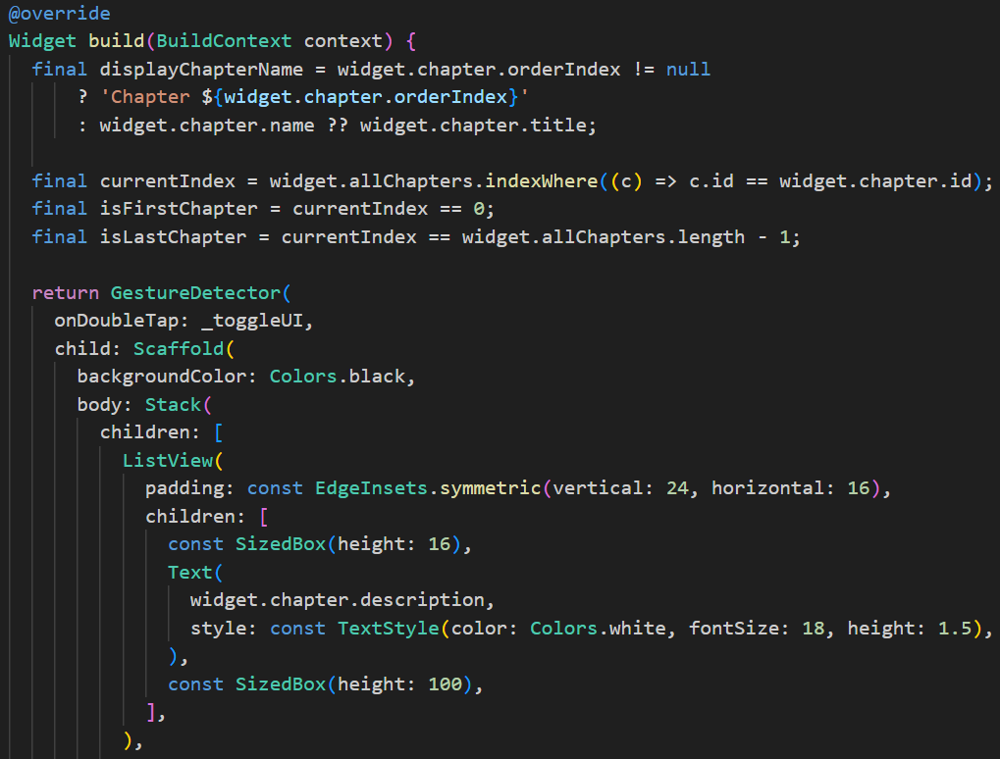 @override
Widget build(BuildContext context) {
  final displayChapterName = widget.chapter.orderIndex != null
      ? 'Chapter ${widget.chapter.orderIndex}'
      : widget.chapter.name ?? widget.chapter.title;

  final currentIndex = widget.allChapters.indexWhere((c) => c.id == widget.chapter.id);
  final isFirstChapter = currentIndex == 0;
  final isLastChapter = currentIndex == widget.allChapters.length - 1;

  return GestureDetector(
    onDoubleTap: _toggleUI,
    child: Scaffold(
      backgroundColor: Colors.black,
      body: Stack(
        children: [
          ListView(
            padding: const EdgeInsets.symmetric(vertical: 24, horizontal: 16),
            children: [
              const SizedBox(height: 16),
              Text(
                widget.chapter.description,
                style: const TextStyle(color: Colors.white, fontSize: 18, height: 1.5),
              ),
              const SizedBox(height: 100),
            ],
          ),